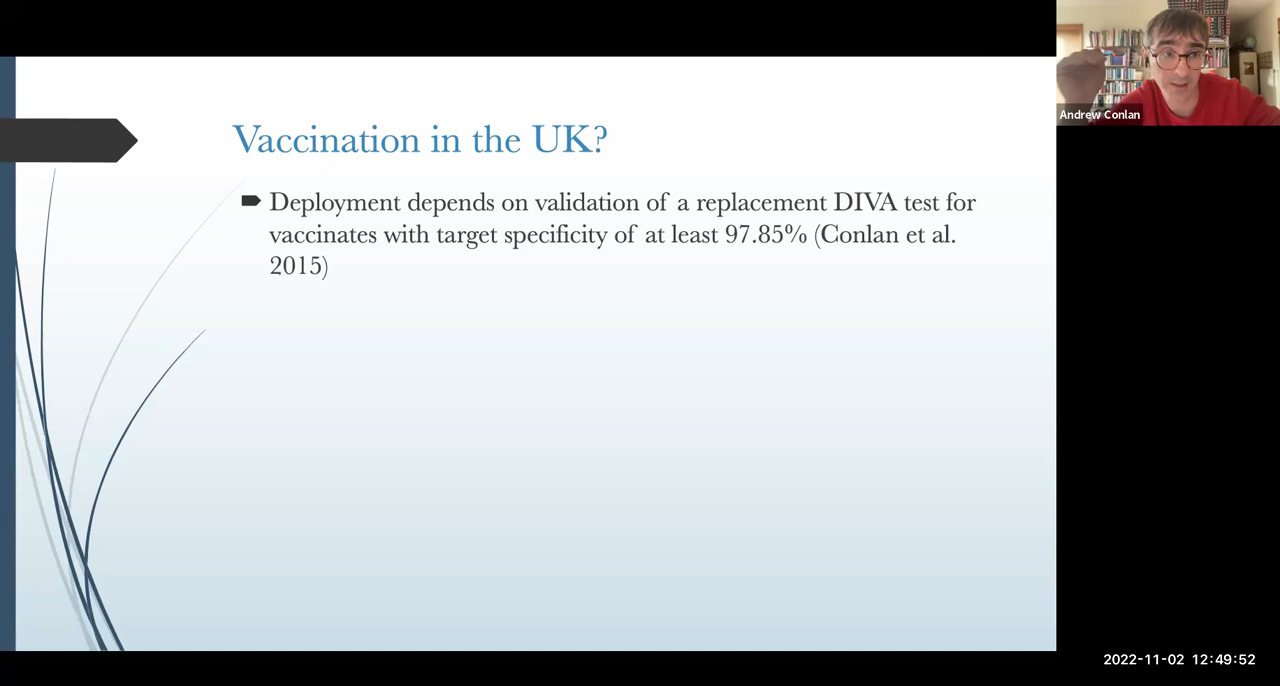 Andrew Conlan
Vaccination in the UK?
Deployment depends on validation of a replacement DIVA test for
vaccinates with target specificity of at least 97.85% (Conlan et al.
2015)
2022-11-02 12:49:52